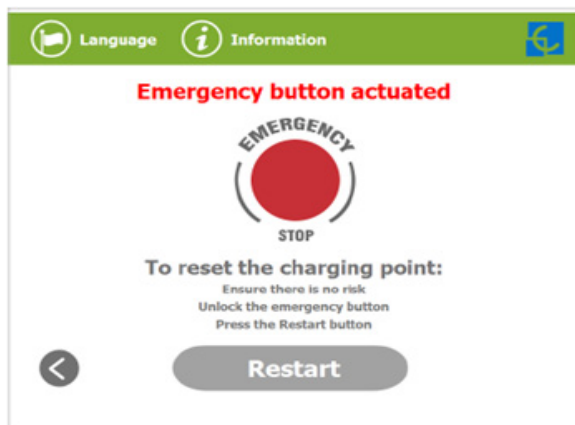 Language
Information
Emergency button actuated
EMERGENCY
STOP
To reset the charging point:
Ensure there is no risk
Unlock the emergency button
Press the Restart button
Restart